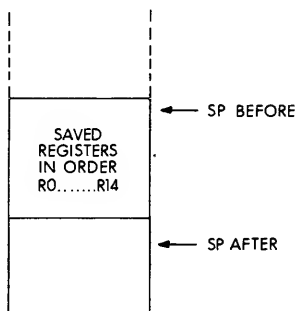 SP BEFORE
SAVED
REGISTERS
IN ORDER
R0.......R14
SP AFTER